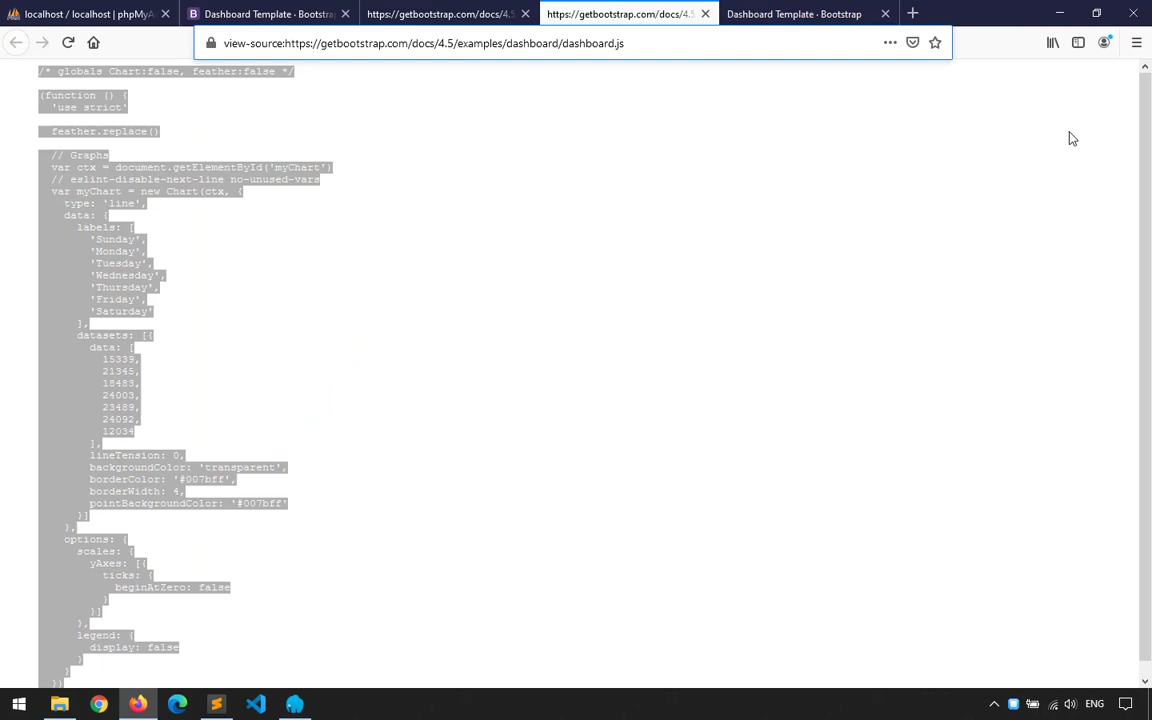 localhost / localhost | phpMyA
Dashboard Template · Bootstra
https://getbootstrap.com/docs/4.5
https://getbootstrap.com/docs/4.5
Dashboard Template · Bootstrap
view-source:https://getbootstrap.com/docs/4.5/examples/dashboard/dashboard.js
/* globals Chart:false, feather:false */
(function () {
'use strict'
feather.replace()
// Graphs
var ctx = document.getElementById('myChart')
// eslint-disable-next-line no-unused-vars
var myChart = new Chart(ctx, {
type: 'line',
data: {
labels: [
'Sunday',
'Monday',
'Tuesday',
'Wednesday',
'Thursday',
'Friday',
'Saturday'
],
datasets: [{
data: [
15339,
21345,
18483,
24003,
23489,
24092,
12034
],
lineTension: 0,
backgroundColor: 'transparent',
borderColor: '#007bff',
borderWidth: 4,
pointBackgroundColor: '#007bff'
}]
},
options: {
scales: {
yAxes: [{
ticks: {
beginAtZero: false
}
}]
},
legend: {
display: false
}
}
})
ENG